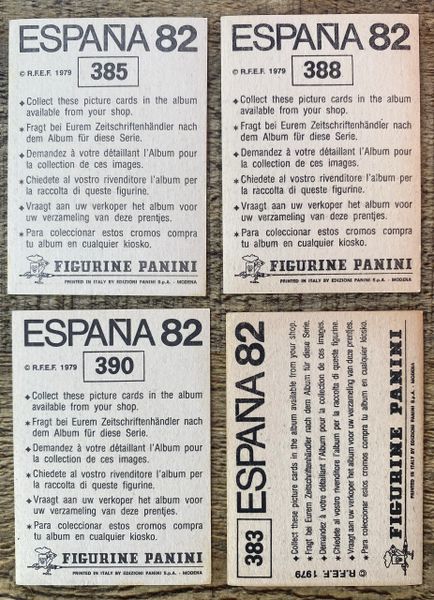 ESPAÑA 82
© R.F.E.F. 1979 385
Collect these picture cards in the album
available from your shop.
Fragt bei Eurem Zeitschriftenhändler nach
dem Album für diese Serie.
Demandez à votre détaillant l'Album pour
la collection de ces images.
Chiedete al vostro rivenditore l'album per
la raccolta di queste figurine.
Vraagt aan uw verkoper het album voor
uw verzameling van deze prentjes.
Para coleccionar estos cromos compra
tu album en cualquier kiosko.
FIGURINE PANINI
PRINTED IN ITALY BY EDIZIONI PANINI S.p.A. - MODENA
ESPAÑA 82
© R.F.E.F. 1979 388
Collect these picture cards in the album
available from your shop.
Fragt bei Eurem Zeitschriftenhändler nach
dem Album für diese Serie.
Demandez à votre détaillant l'Album pour
la collection de ces images.
Chiedete al vostro rivenditore l'album per
la raccolta di queste figurine.
Vraagt aan uw verkoper het album voor
uw verzameling van deze prentjes.
Para coleccionar estos cromos compra
tu album en cualquier kiosko.
FIGURINE PANINI
PRINTED IN ITALY BY EDIZIONI PANINI S.p.A. - MODENA
ESPAÑA 82
© R.F.E.F. 1979 390
Collect these picture cards in the album
available from your shop.
Fragt bei Eurem Zeitschriftenhändler nach
dem Album für diese Serie.
Demandez à votre détaillant l'Album pour
la collection de ces images.
Chiedete al vostro rivenditore l'album per
la raccolta di queste figurine.
Vraagt aan uw verkoper het album voor
uw verzameling van deze prentjes.
Para coleccionar estos cromos compra
tu album en cualquier kiosko.
FIGURINE PANINI
PRINTED IN ITALY BY EDIZIONI PANINI S.p.A. - MODENA
383 ESPAÑA 82
Collect these picture cards in the album available from your shop.
Fragt bei Eurem Zeitschriftenhändler nach dem Album für diese Serie.
Demandez à votre détaillant l'Album pour la collection de ces images.
Chiedete al vostro rivenditore l'album per la raccolta di queste figurine.
Vraagt aan uw verkoper het album voor uw verzameling van deze prentjes.
Para coleccionar estos cromos compra tu album en cualquier kiosko.
© R.F.E.F. 1979
FIGURINE PANINI
PRINTED IN ITALY BY EDIZIONI PANINI S.p.A. - MODENA